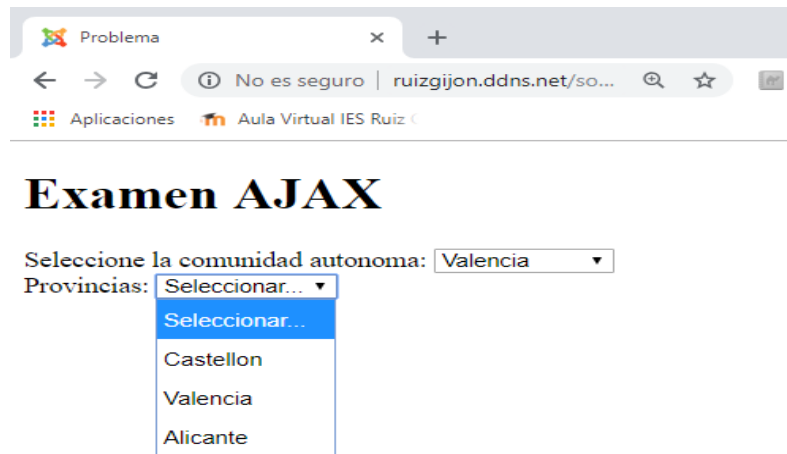 Problema
No es seguro | ruizgijon.ddns.net/so...
Aplicaciones Aula Virtual IES Ruiz
Examen AJAX
Seleccione la comunidad autonoma: Valencia
Provincias: Seleccionar...
Seleccionar...
Castellon
Valencia
Alicante